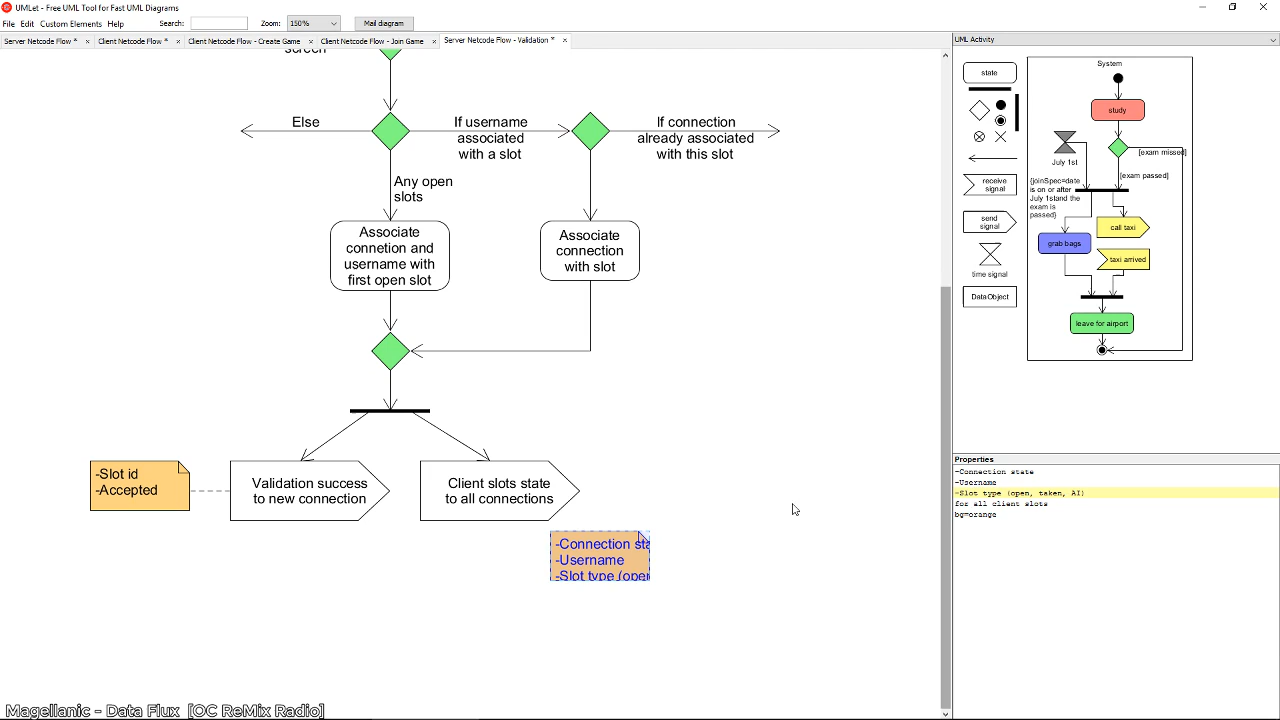 UMLet - Free UML Tool for Fast UML Diagrams
File Edit Custom Elements Help Search: Zoom: 150% Mail diagram
Server Netcode Flow * × Client Netcode Flow * × Client Netcode Flow - Create Game × Client Netcode Flow - Join Game × Server Netcode Flow - Validation * ×
UML Activity
screen
Else
If username
associated
with a slot
If connection
already associated
with this slot
Any open
slots
Associate
connetion and
username with
first open slot
Associate
connection
with slot
-Slot id
-Accepted
Validation success
to new connection
Client slots state
to all connections
-Connection sta
-Username
-Slot type (oper
state
receive
signal
send
signal
time signal
DataObject
System
study
July 1st
[exam missed]
[exam passed]
{joinSpec=date
is on or after
July 1stand the
exam is
passed}
call taxi
grab bags
taxi arrived
leave for airport
Properties
-Connection state
-Username
-Slot type (open, taken, AI)
for all client slots
bg=orange
Magellanic - Data Flux [OC ReMix Radio]